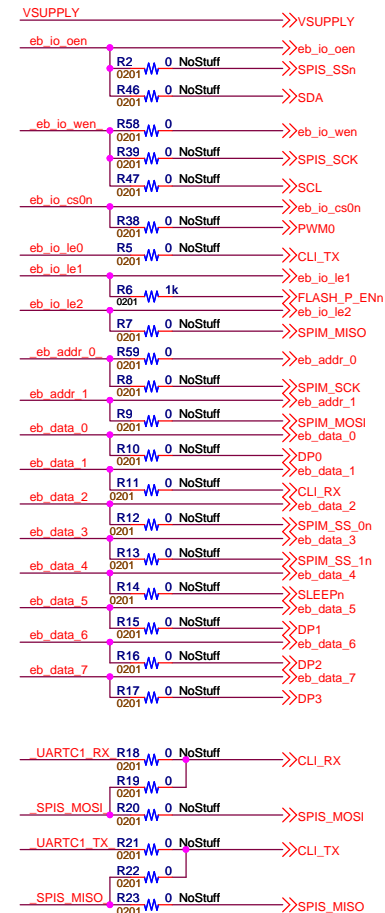 VSUPPLY VSUPPLY
eb_io_oen eb_io_oen
R2 0 NoStuff SPIS_SSn
0201
R46 0 NoStuff SDA
0201
_eb_io_wen_ R58 0 eb_io_wen
0201
R39 0 NoStuff SPIS_SCK
0201
R47 0 NoStuff SCL
0201
eb_io_cs0n eb_io_cs0n
R38 0 NoStuff PWM0
0201
eb_io_le0 R5 0 NoStuff CLI_TX
0201
eb_io_le1 eb_io_le1
R6 1k FLASH_P_ENn
0201
eb_io_le2 eb_io_le2
R7 0 NoStuff SPIM_MISO
0201
_eb_addr_0_ R59 0 eb_addr_0
0201
R8 0 NoStuff SPIM_SCK
0201
eb_addr_1 eb_addr_1
R9 0 NoStuff SPIM_MOSI
0201
eb_data_0 eb_data_0
R10 0 NoStuff DP0
0201
eb_data_1 eb_data_1
R11 0 NoStuff CLI_RX
0201
eb_data_2 eb_data_2
R12 0 NoStuff SPIM_SS_0n
0201
eb_data_3 eb_data_3
R13 0 NoStuff SPIM_SS_1n
0201
eb_data_4 eb_data_4
R14 0 NoStuff SLEEPn
0201
eb_data_5 eb_data_5
R15 0 NoStuff DP1
0201
eb_data_6 eb_data_6
R16 0 NoStuff DP2
0201
eb_data_7 eb_data_7
R17 0 NoStuff DP3
0201
_UARTC1_RX_ R18 0 NoStuff CLI_RX
0201
R19 0
0201
_SPIS_MOSI_ R20 0 NoStuff SPIS_MOSI
0201
_UARTC1_TX_ R21 0 NoStuff CLI_TX
0201
R22 0
0201
_SPIS_MISO_ R23 0 NoStuff SPIS_MISO
0201